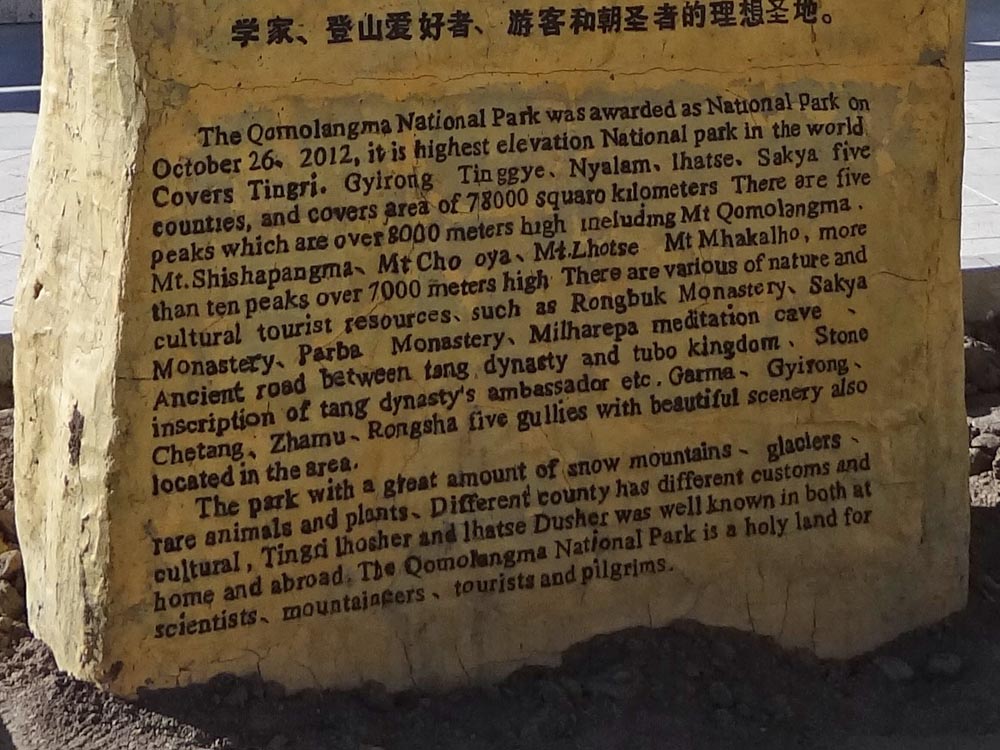 学家、登山爱好者、游客和朝圣者的理想圣地。
The Qomolangma National Park was awarded as National Park on
October 26、2012, it is highest elevation National park in the world
Covers Tingri. Gyirong Tinggye、Nyalam、lhatse、Sakya five
counties, and covers area of 78000 squaro kilometers There are five
peaks which are over 8000 meters high ineluding Mt Qomolangma .
Mt.Shishapangma、Mt Cho oya、Mt.Lhotse Mt Mhakalho, more
than ten peaks over 7000 meters high There are various of nature and
cultural tourist resources、such as Rongbuk Monastery、Sakya
Monastery、Parba Monastery、Milharepa meditation cave 、
Ancient road between tang dynasty and tubo kingdom 、Stone
inscription of tang dynasty's ambassador etc . Garma、Gyirong、
Chetang、Zhamu、Rongsha five gullies with beautiful scenery also
located in the area.
The park with a great amount of snow mountains 、glaciers 、
rare animals and plants、Different county has different customs and
cultural, Tingri lhosher and lhatse Dusher was well known in both at
home and abroad. The Qomolangma National Park is a holy land for
scientists、mountaineers 、tourists and pilgrims.